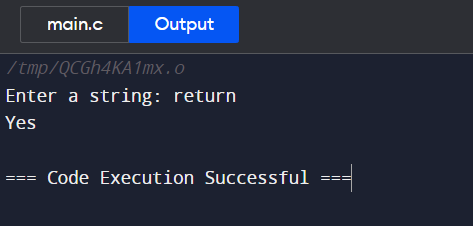 main.c Output
/tmp/QCGh4KA1mx.o
Enter a string: return
Yes
=== Code Execution Successful ===